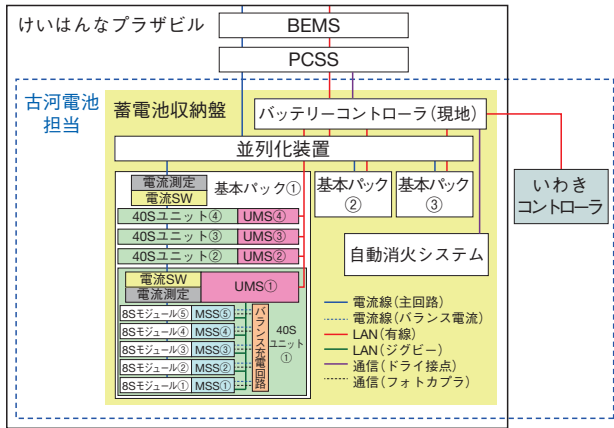 けいはんなプラザビル
BEMS
PCSS
古河電池
担当
蓄電池収納盤
バッテリーコントローラ(現地)
並列化装置
電流測定
電流SW
基本パック①
基本パック
②
基本パック
③
いわき
コントローラ
40Sユニット④ UMS④
40Sユニット③ UMS③
40Sユニット② UMS②
自動消火システム
電流SW
電流測定
UMS①
8Sモジュール⑤ MSS⑤
8Sモジュール④ MSS④
8Sモジュール③ MSS③
8Sモジュール② MSS②
8Sモジュール① MSS①
バランス充電回路
40S
ユニット
①
電流線(主回路)
電流線(バランス電流)
LAN(有線)
LAN(ジグビー)
通信(ドライ接点)
通信(フォトカプラ)